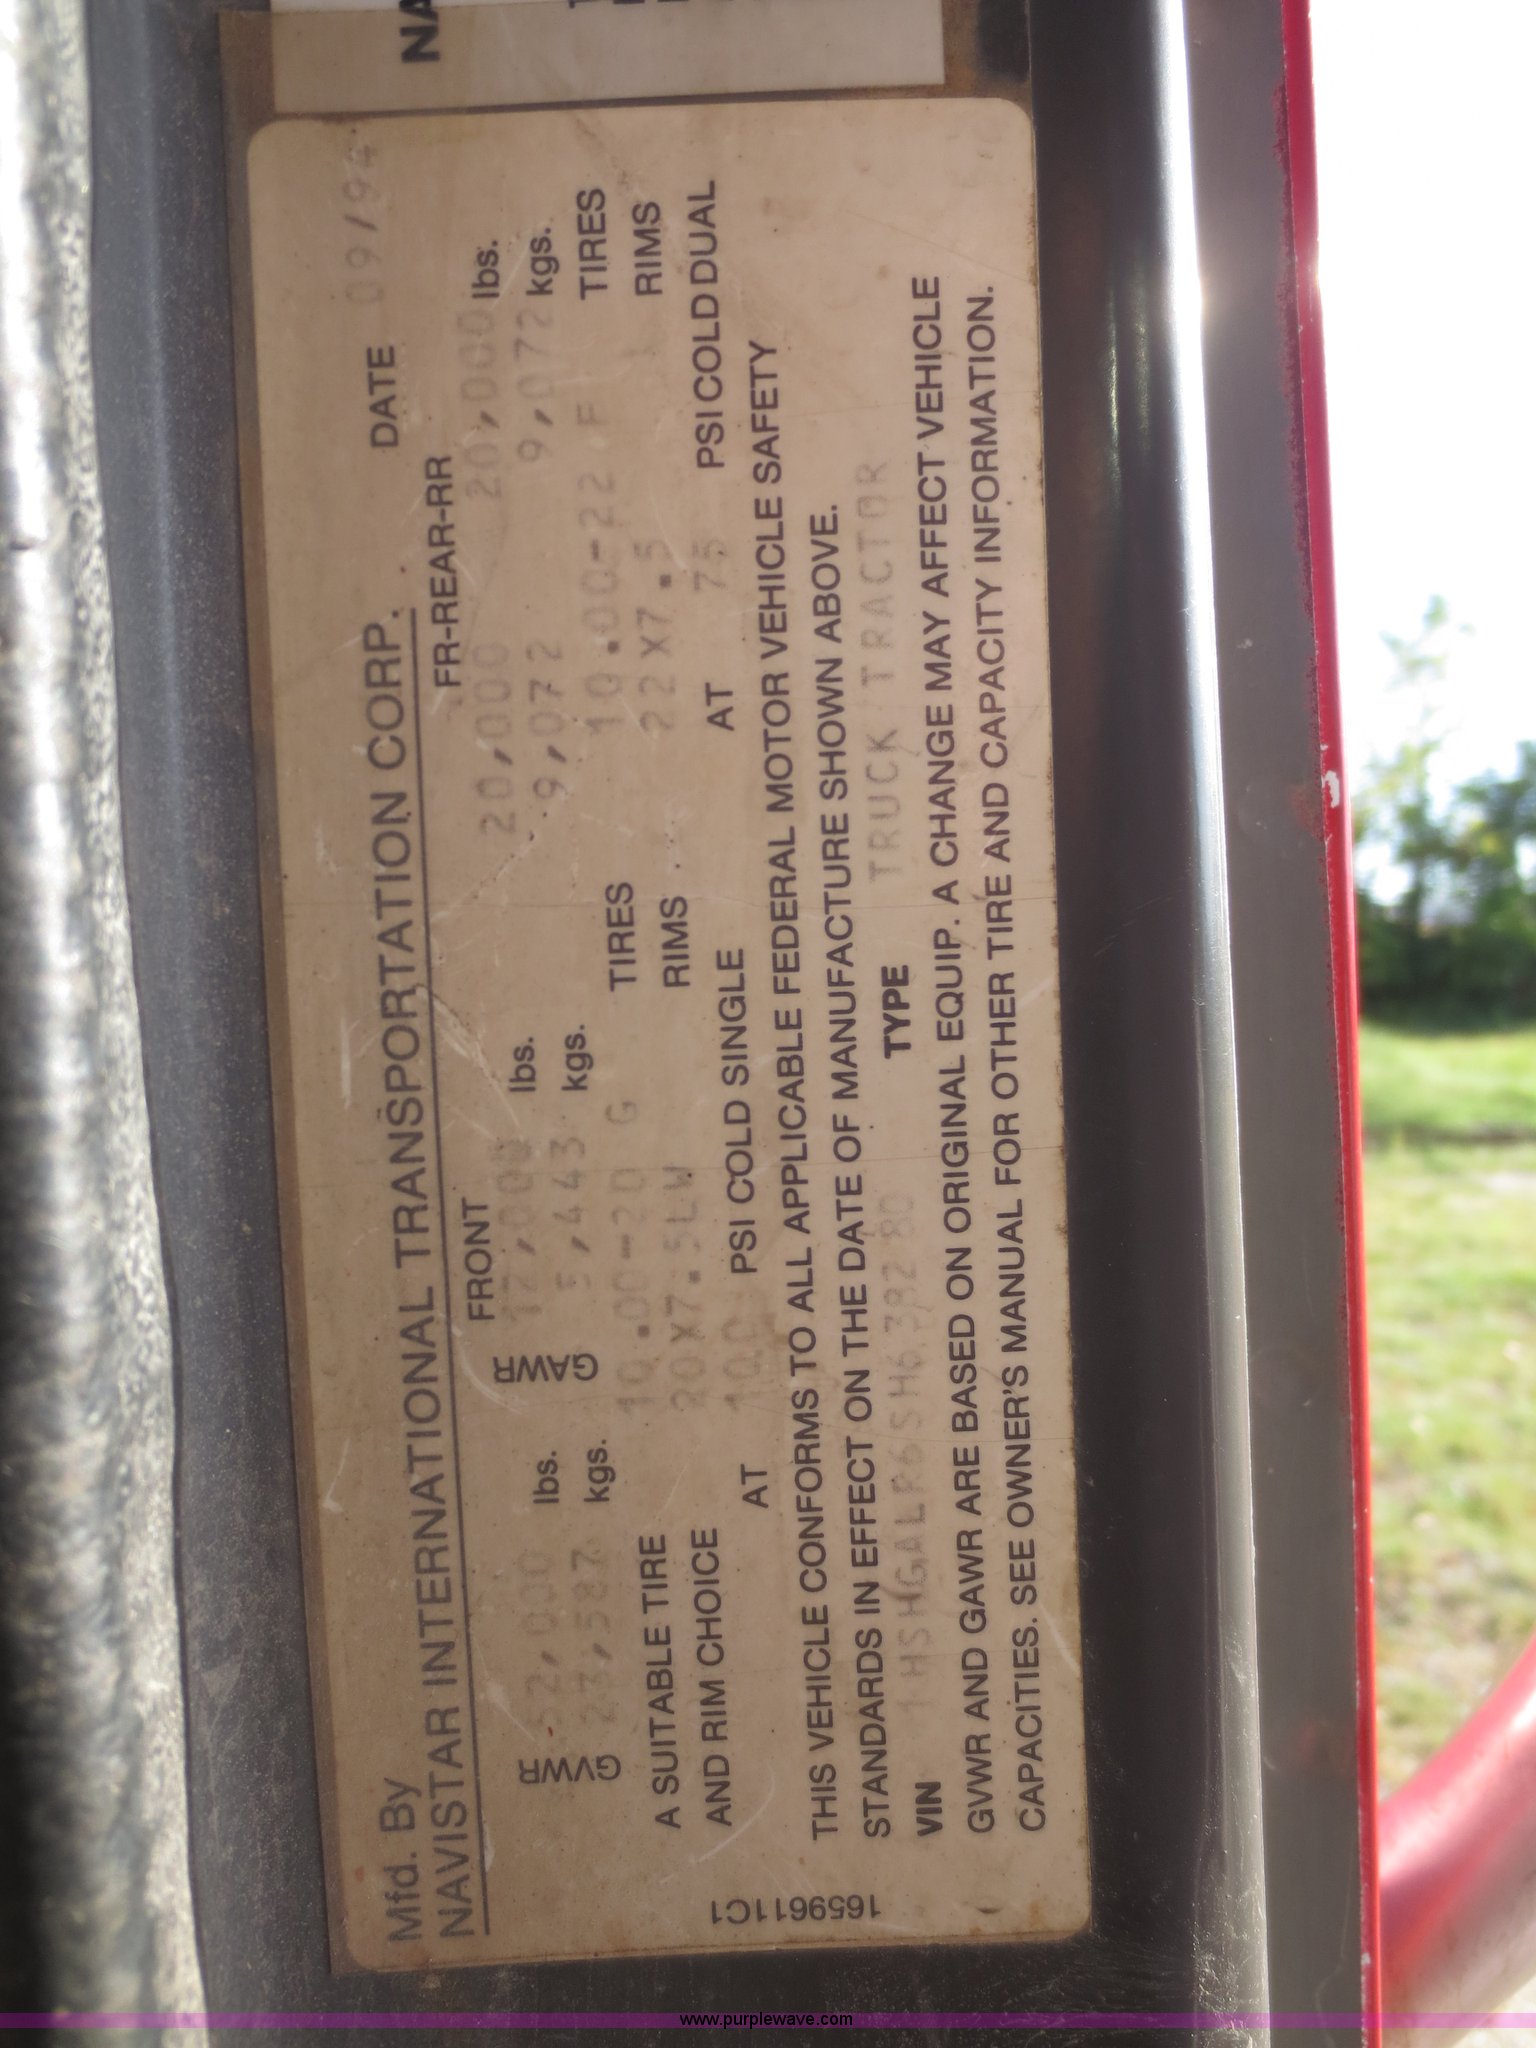 Mfd. By
NAVISTAR INTERNATIONAL TRANSPORTATION CORP. DATE 09/94
FRONT FR-REAR-RR
GVWR 52,000 lbs. GAWR 12,000 lbs. 20,000 20,000 lbs.
23,587 kgs. 5,443 kgs. 9,072 9,072 kgs.
A SUITABLE TIRE 10.00-20 G TIRES 10.00-22 F TIRES
AND RIM CHOICE 20X7.5LW RIMS 22X7.5 RIMS
AT 100 PSI COLD SINGLE AT 75 PSI COLD DUAL
THIS VEHICLE CONFORMS TO ALL APPLICABLE FEDERAL MOTOR VEHICLE SAFETY
STANDARDS IN EFFECT ON THE DATE OF MANUFACTURE SHOWN ABOVE.
VIN TYPE TRUCK/TRACTOR
GVWR AND GAWR ARE BASED ON ORIGINAL EQUIP. A CHANGE MAY AFFECT VEHICLE
CAPACITIES. SEE OWNER'S MANUAL FOR OTHER TIRE AND CAPACITY INFORMATION.
1659611C1
NA
www.purplewave.com